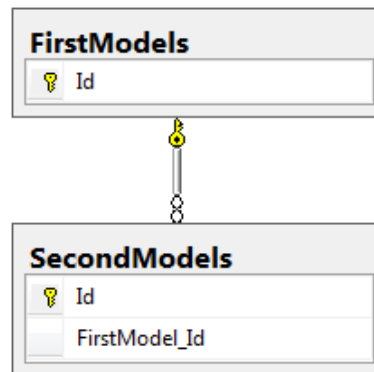 FirstModels
Id
SecondModels
Id
FirstModel_Id